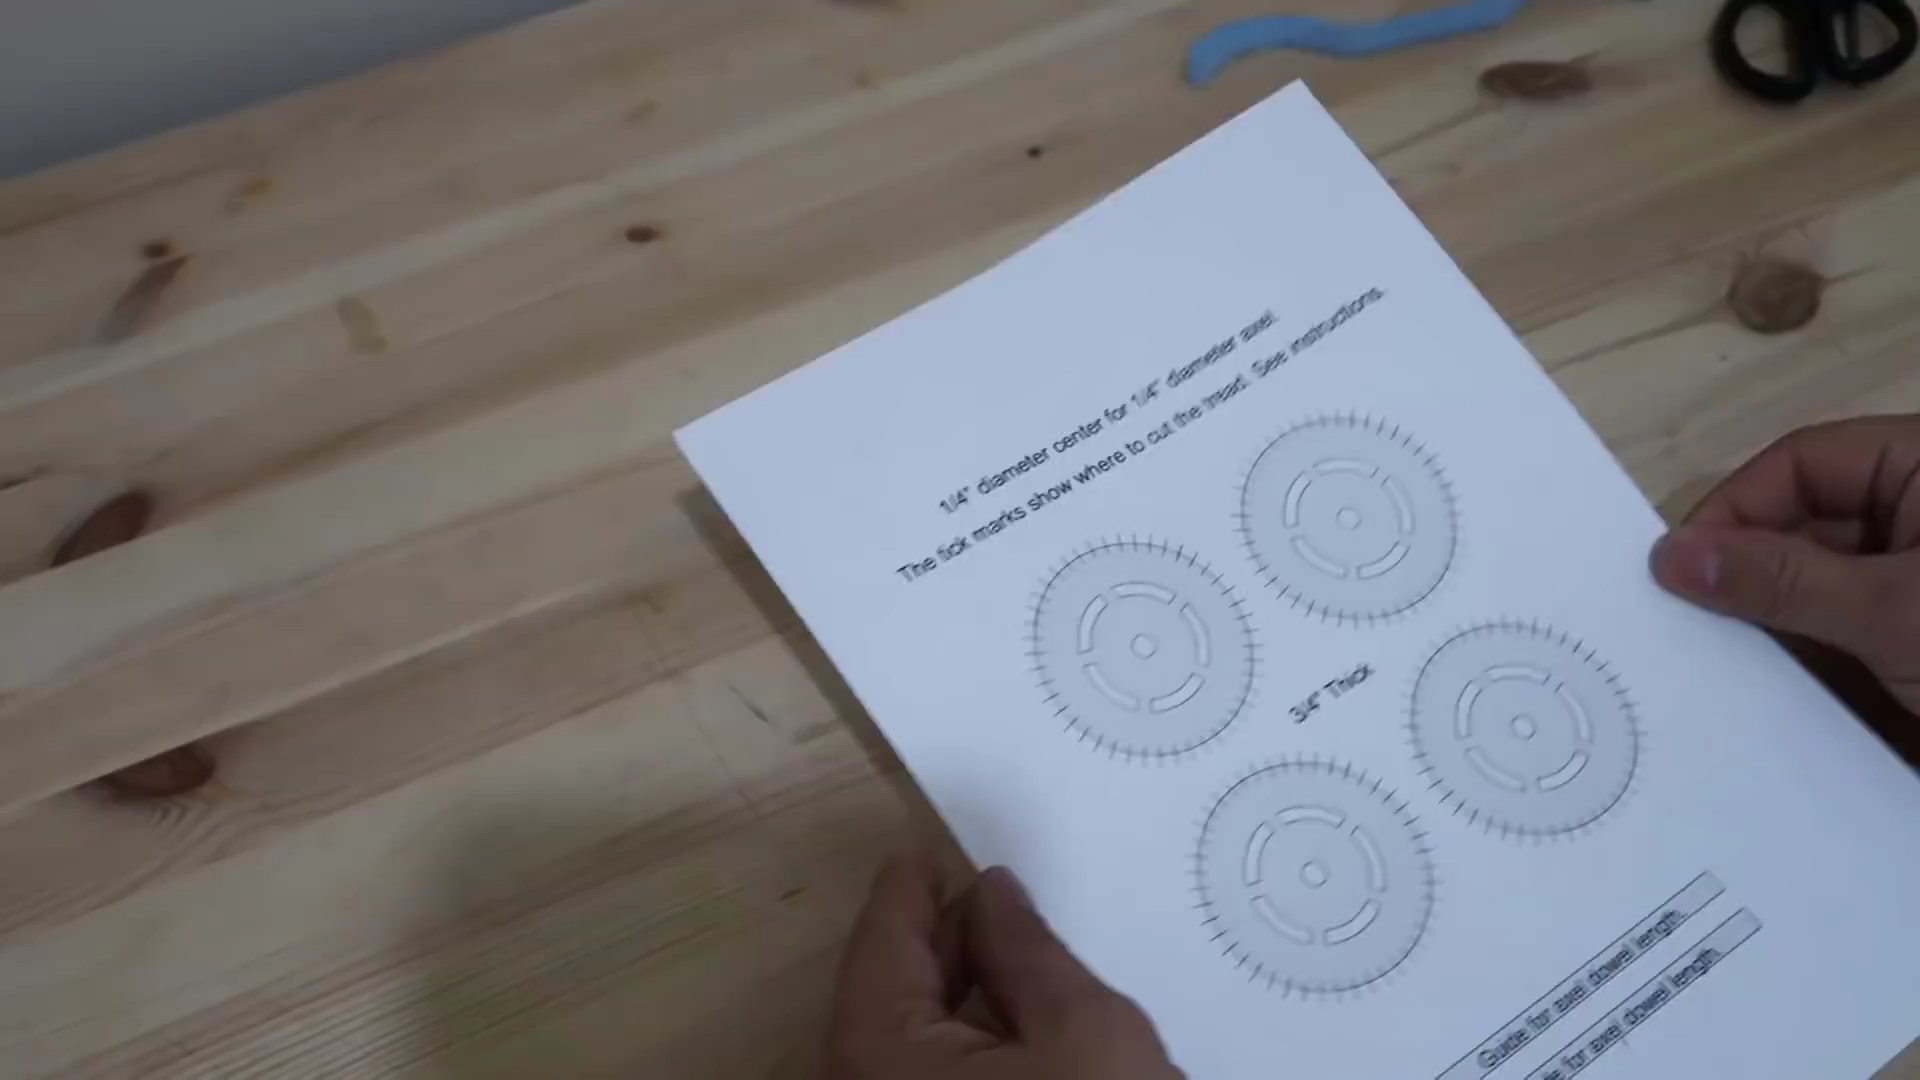 1/4" diameter center for 1/4" diameter axel.
The tick marks show where to cut the tread. See instructions.
3/4" Thick
Guide for axel dowel length.
for axel dowel length.